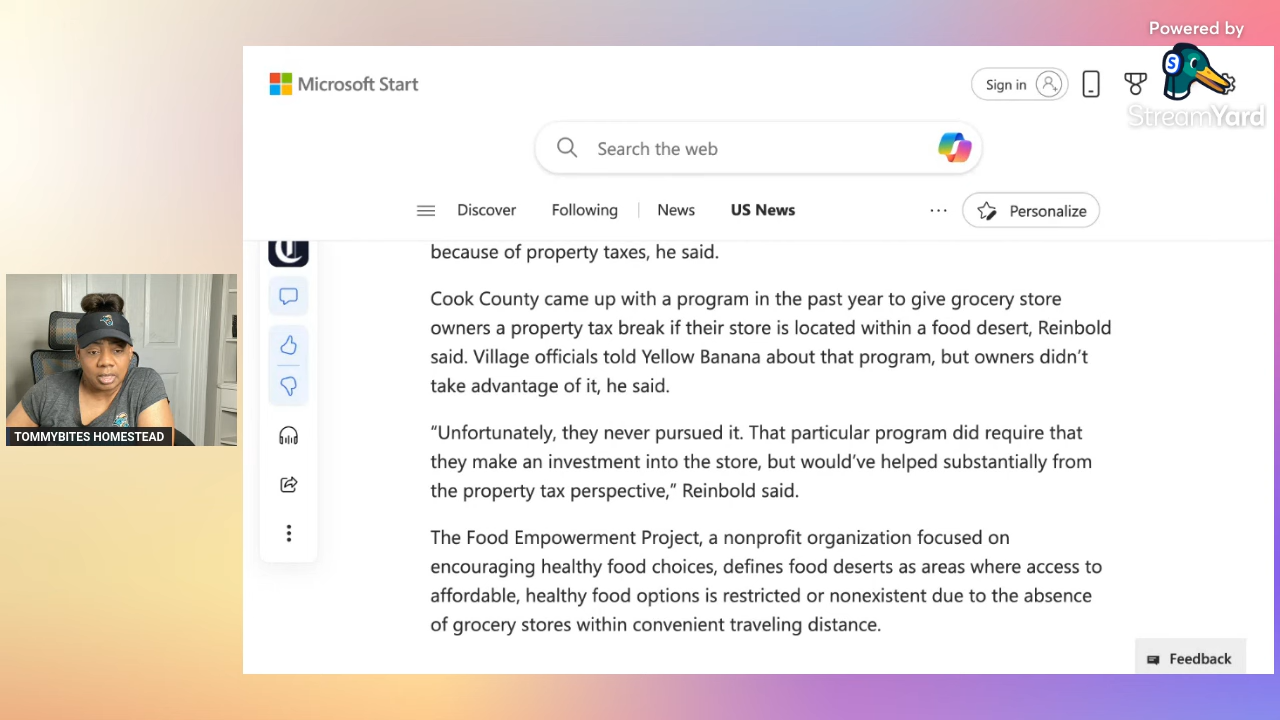 Powered by
StreamYard
Microsoft Start
Sign in
S
Search the web
Discover
Following
News
US News
Personalize
because of property taxes, he said.
Cook County came up with a program in the past year to give grocery store
owners a property tax break if their store is located within a food desert, Reinbold
said. Village officials told Yellow Banana about that program, but owners didn’t
take advantage of it, he said.
“Unfortunately, they never pursued it. That particular program did require that
they make an investment into the store, but would’ve helped substantially from
the property tax perspective,” Reinbold said.
The Food Empowerment Project, a nonprofit organization focused on
encouraging healthy food choices, defines food deserts as areas where access to
affordable, healthy food options is restricted or nonexistent due to the absence
of grocery stores within convenient traveling distance.
TOMMYBITES HOMESTEAD
Feedback